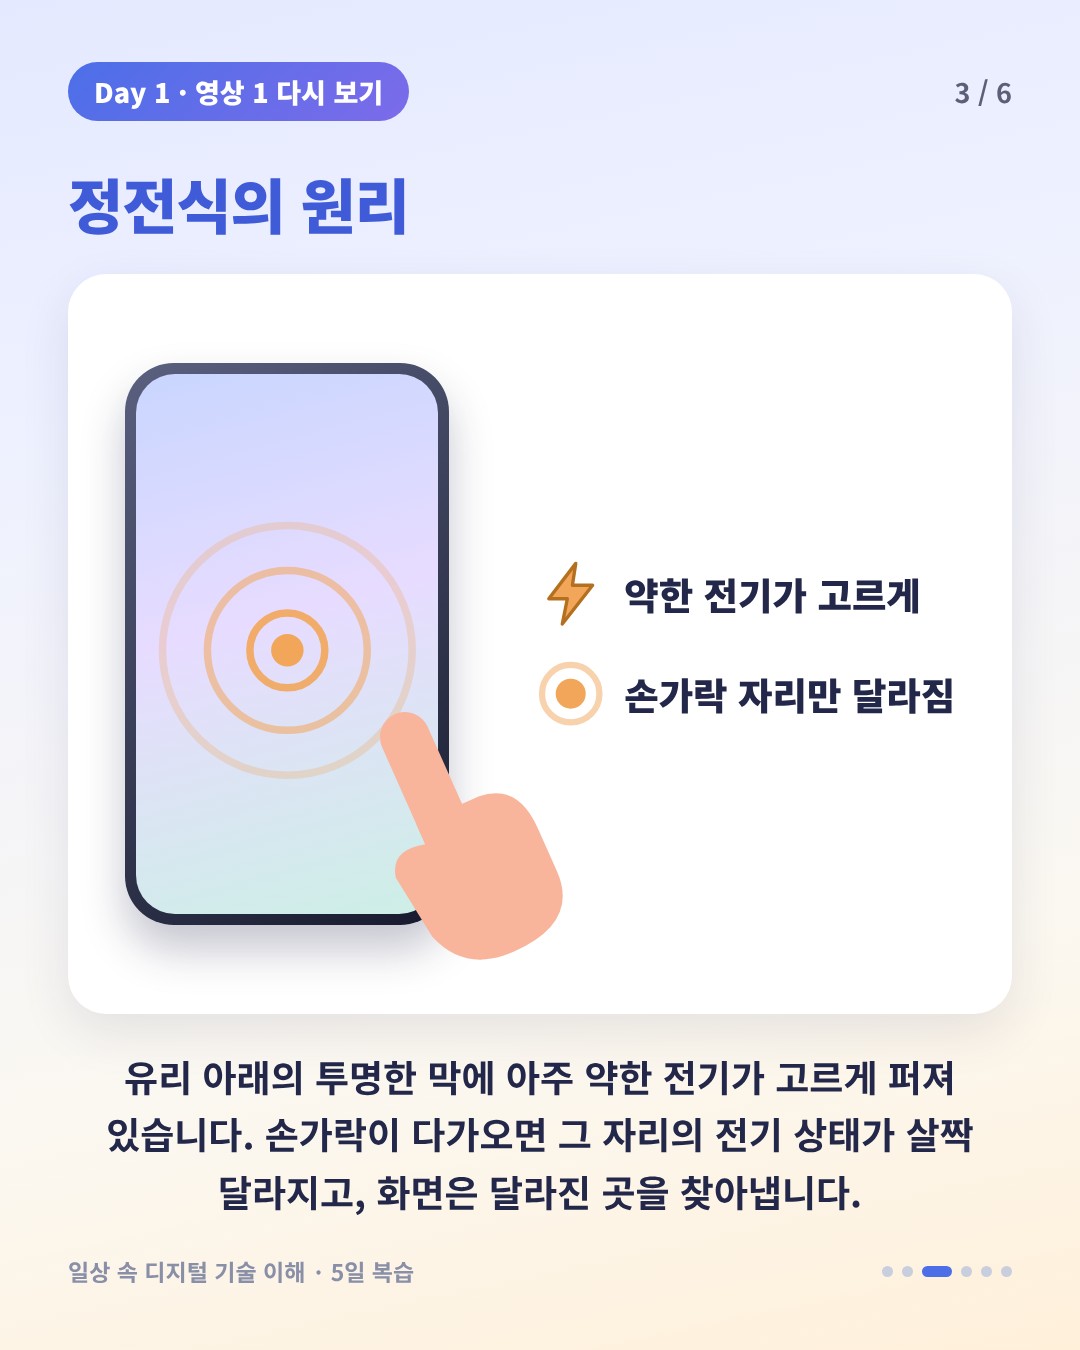 Day 1 · 영상 1 다시 보기
3 / 6
정전식의 원리
약한 전기가 고르게
손가락 자리만 달라짐
유리 아래의 투명한 막에 아주 약한 전기가 고르게 퍼져
있습니다. 손가락이 다가오면 그 자리의 전기 상태가 살짝
달라지고, 화면은 달라진 곳을 찾아냅니다.
일상 속 디지털 기술 이해 · 5일 복습